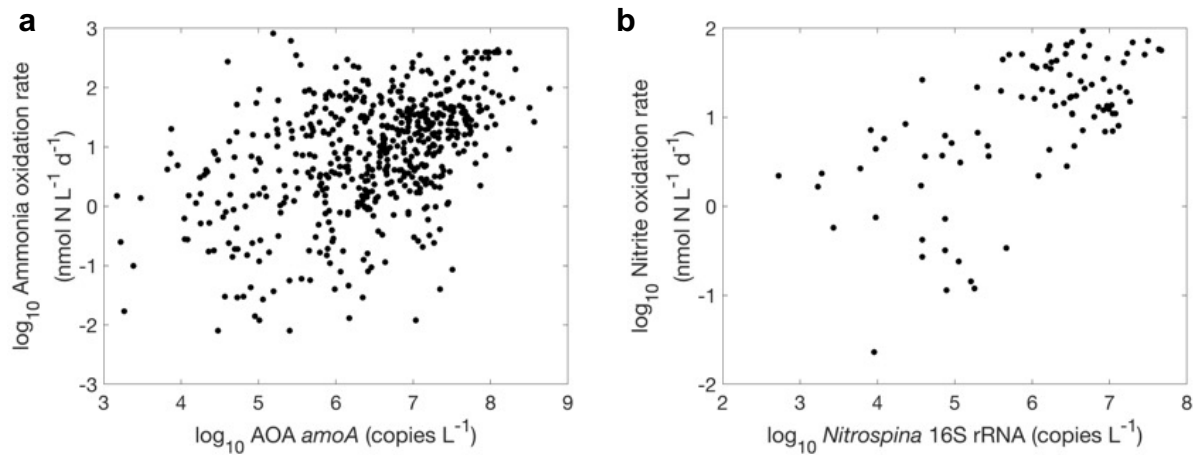 a
b
3
2
1
0
-1
-2
-3
log10 Ammonia oxidation rate
(nmol N L-1 d-1)
3 4 5 6 7 8 9
log10 AOA amoA (copies L-1)
2
1
0
-1
-2
log10 Nitrite oxidation rate
(nmol N L-1 d-1)
2 3 4 5 6 7 8
log10 Nitrospina 16S rRNA (copies L-1)